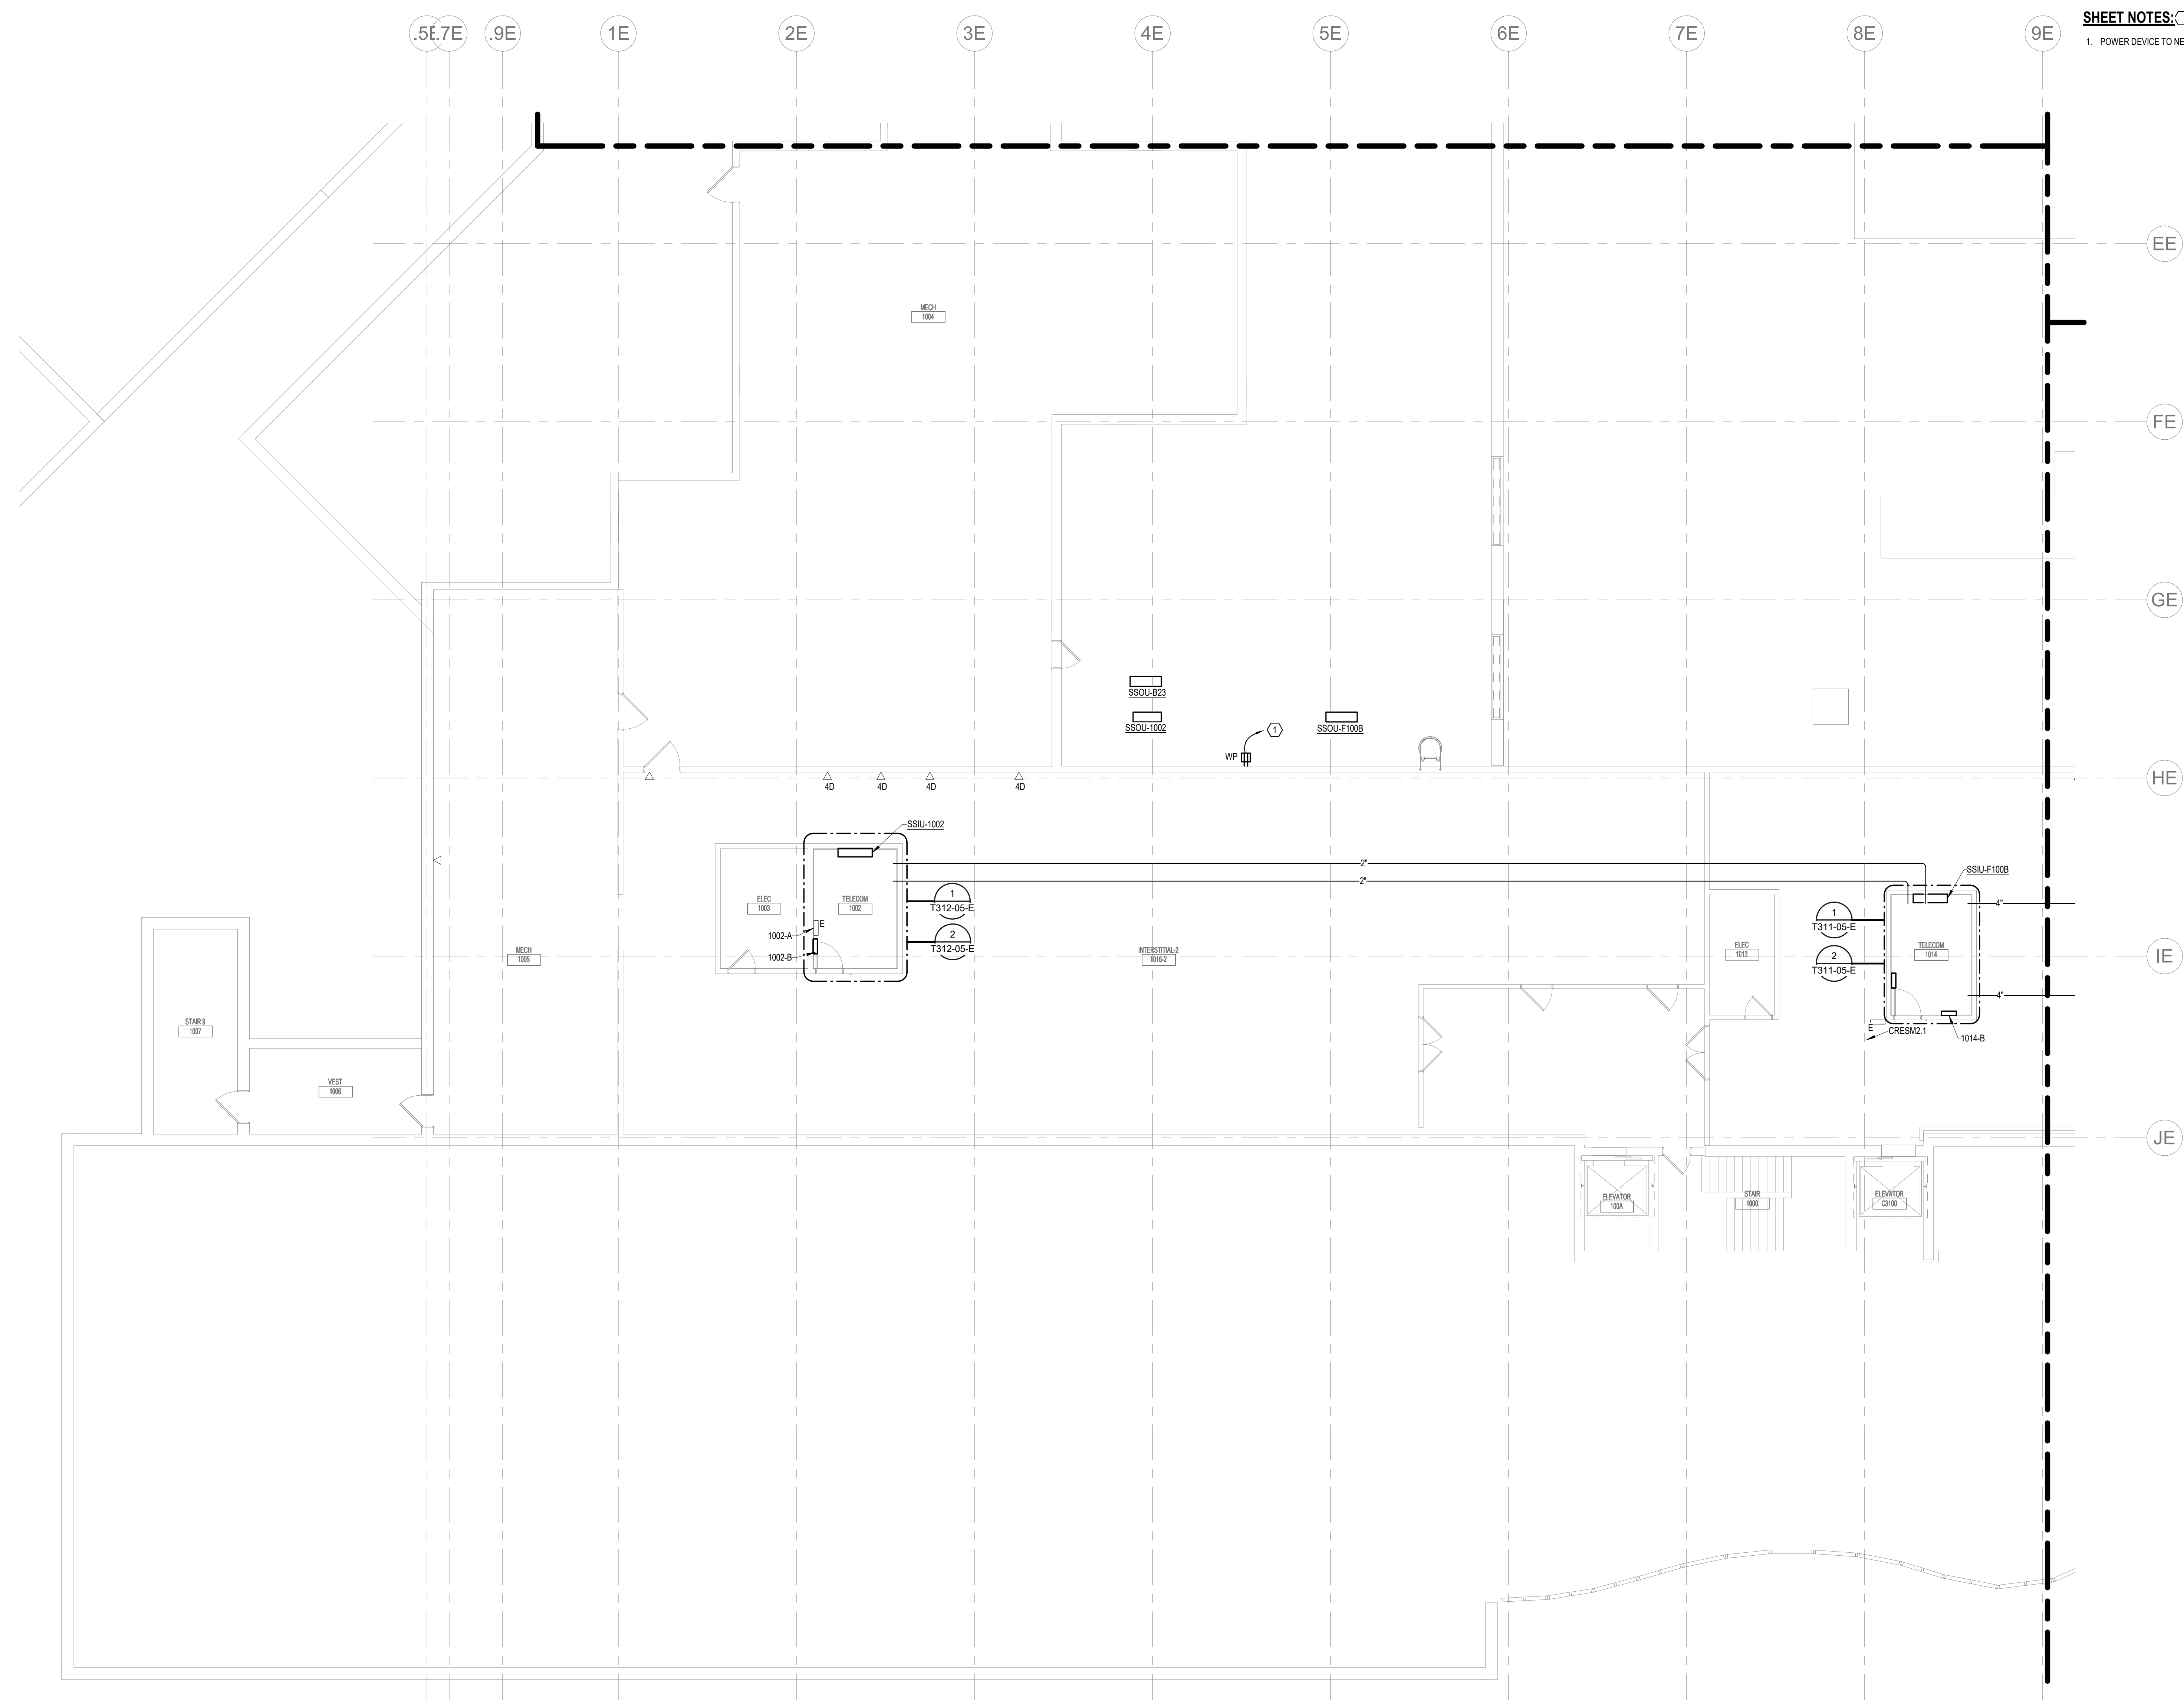 .5E
.7E
.9E
1E
2E
3E
4E
5E
6E
7E
8E
9E
SHEET NOTES:
1. POWER DEVICE TO NE
EE
MECH
1004
FE
GE
SSOU-B23
SSOU-1002
SSOU-F100B
1
WP
HE
4D
4D
4D
4D
SSIU-1002
2"
2"
SSIU-F100B
ELEC
1003
TELECOM
1002
1
T312-05-E
4"
1
T311-05-E
E
1002-A
2
T312-05-E
1002-B
MECH
1005
INTERSTITIAL-2
1016-2
ELEC
1013
TELECOM
1014
2
T311-05-E
IE
4"
STAIR 9
1007
E
CRESM2.1
1014-B
VEST
1006
JE
ELEVATOR
100A
STAIR
1000
ELEVATOR
C3100